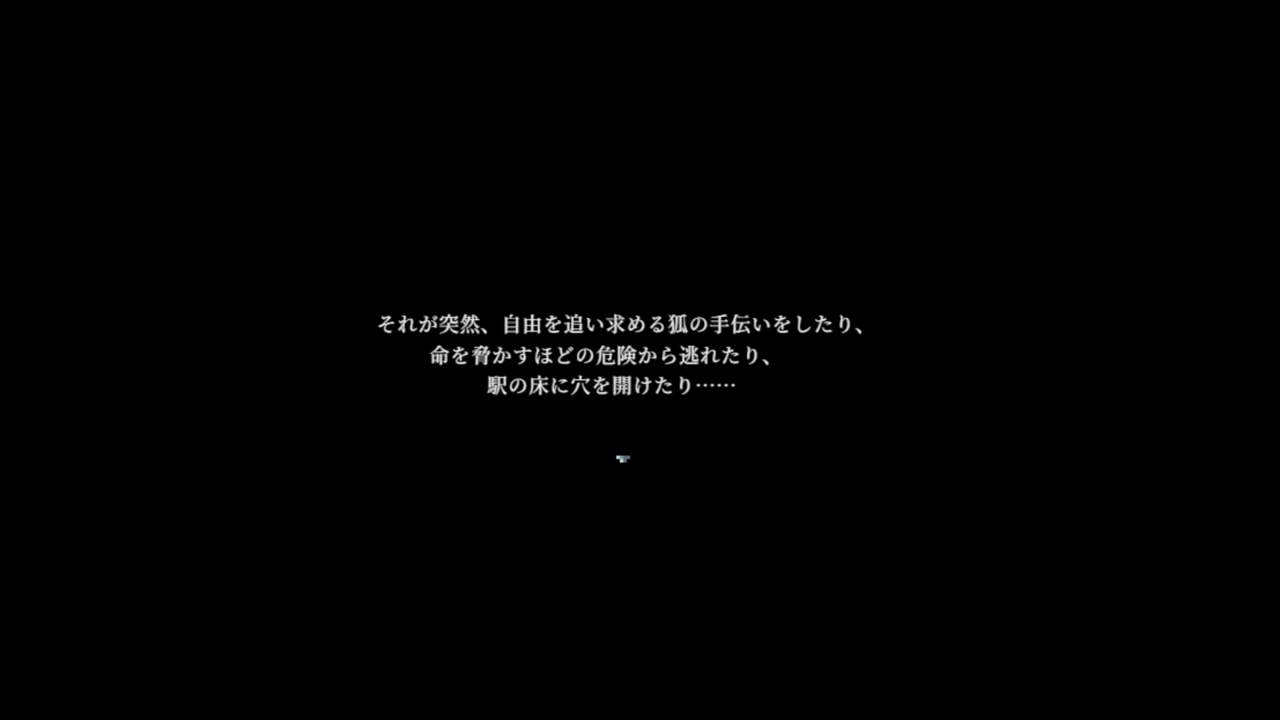 それが突然、自由を追い求める狐の手伝いをしたり、
命を脅かすほどの危険から逃れたり、
駅の床に穴を開けたり……